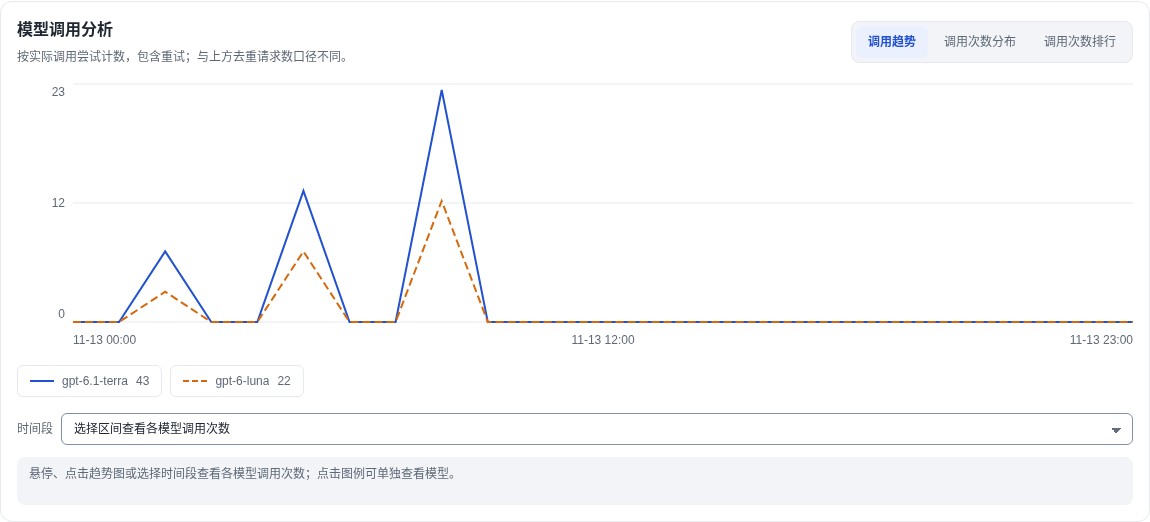 模型调用分析
按实际调用尝试计数，包含重试；与上方去重请求数口径不同。
调用趋势 调用次数分布 调用次数排行
23
12
0
11-13 00:00 11-13 12:00 11-13 23:00
gpt-6.1-terra 43 gpt-6-luna 22
时间段 选择区间查看各模型调用次数
悬停、点击趋势图或选择时间段查看各模型调用次数；点击图例可单独查看模型。